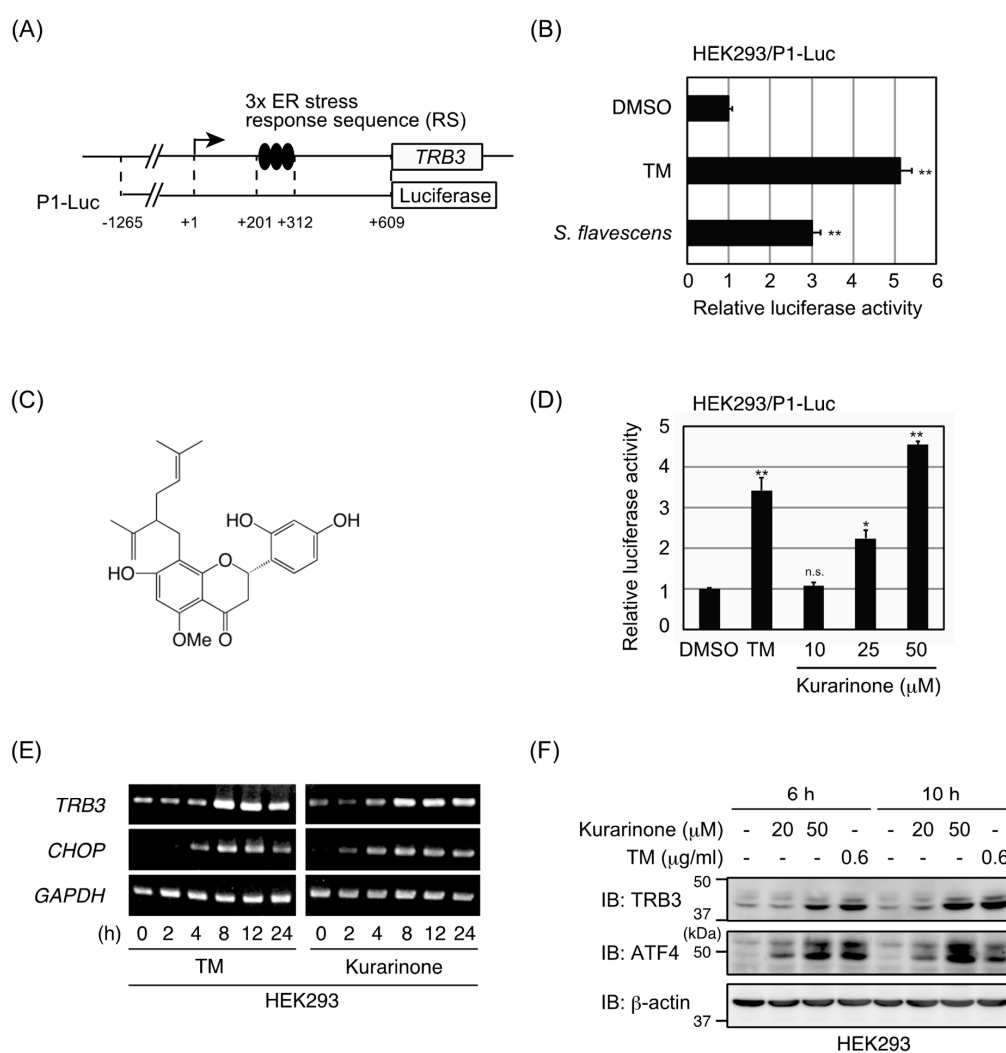 (A)
3x ER stress
response sequence (RS)
TRB3
P1-Luc
Luciferase
-1265 +1 +201 +312 +609
(B)
HEK293/P1-Luc
DMSO
TM
**
S. flavescens
**
0 1 2 3 4 5 6
Relative luciferase activity
(C)
HO
OH
O
HO
OMe
O
(D)
HEK293/P1-Luc
Relative luciferase activity
5
4
3
2
1
0
**
n.s.
*
**
DMSO TM 10 25 50
Kurarinone (μM)
(E)
TRB3
CHOP
GAPDH
(h) 0 2 4 8 12 24 0 2 4 8 12 24
TM Kurarinone
HEK293
(F)
6 h 10 h
Kurarinone (μM) - 20 50 - - 20 50 -
TM (μg/ml) - - - 0.6 - - - 0.6
50
IB: TRB3
37
(kDa)
IB: ATF4 50
IB: β-actin
37
HEK293